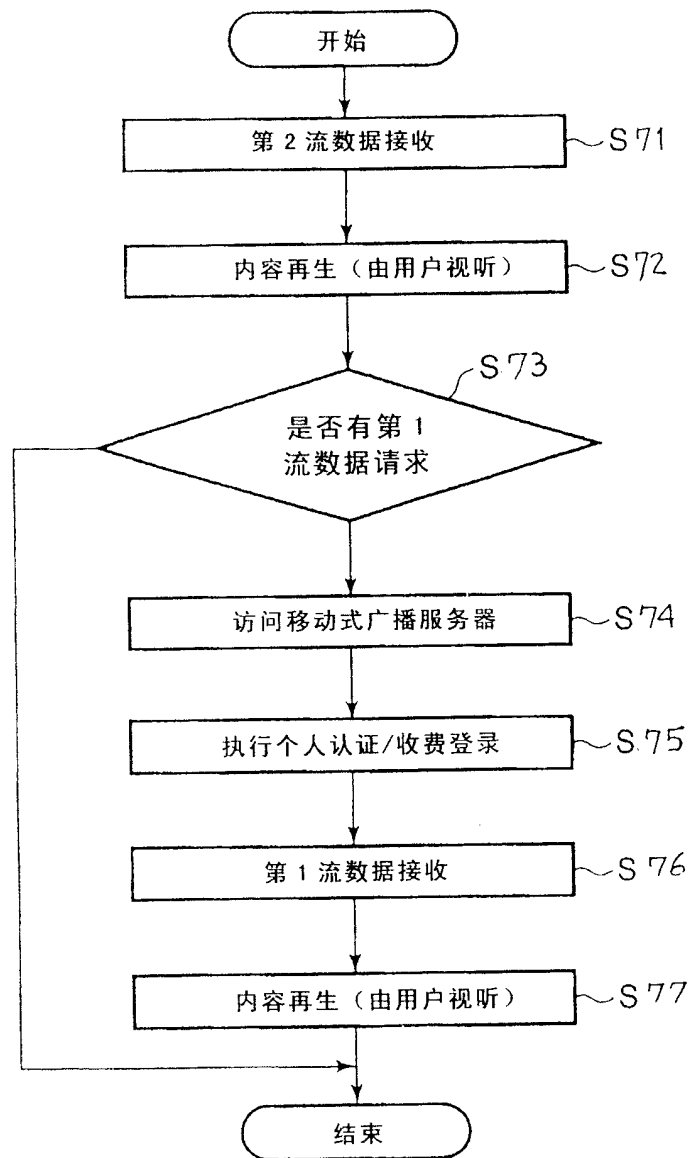 开始
第2流数据接收
S71
内容再生（由用户视听）
S72
S73
是否有第1
流数据请求
访问移动式广播服务器
S74
执行个人认证/收费登录
S75
第1流数据接收
S76
内容再生（由用户视听）
S77
结束